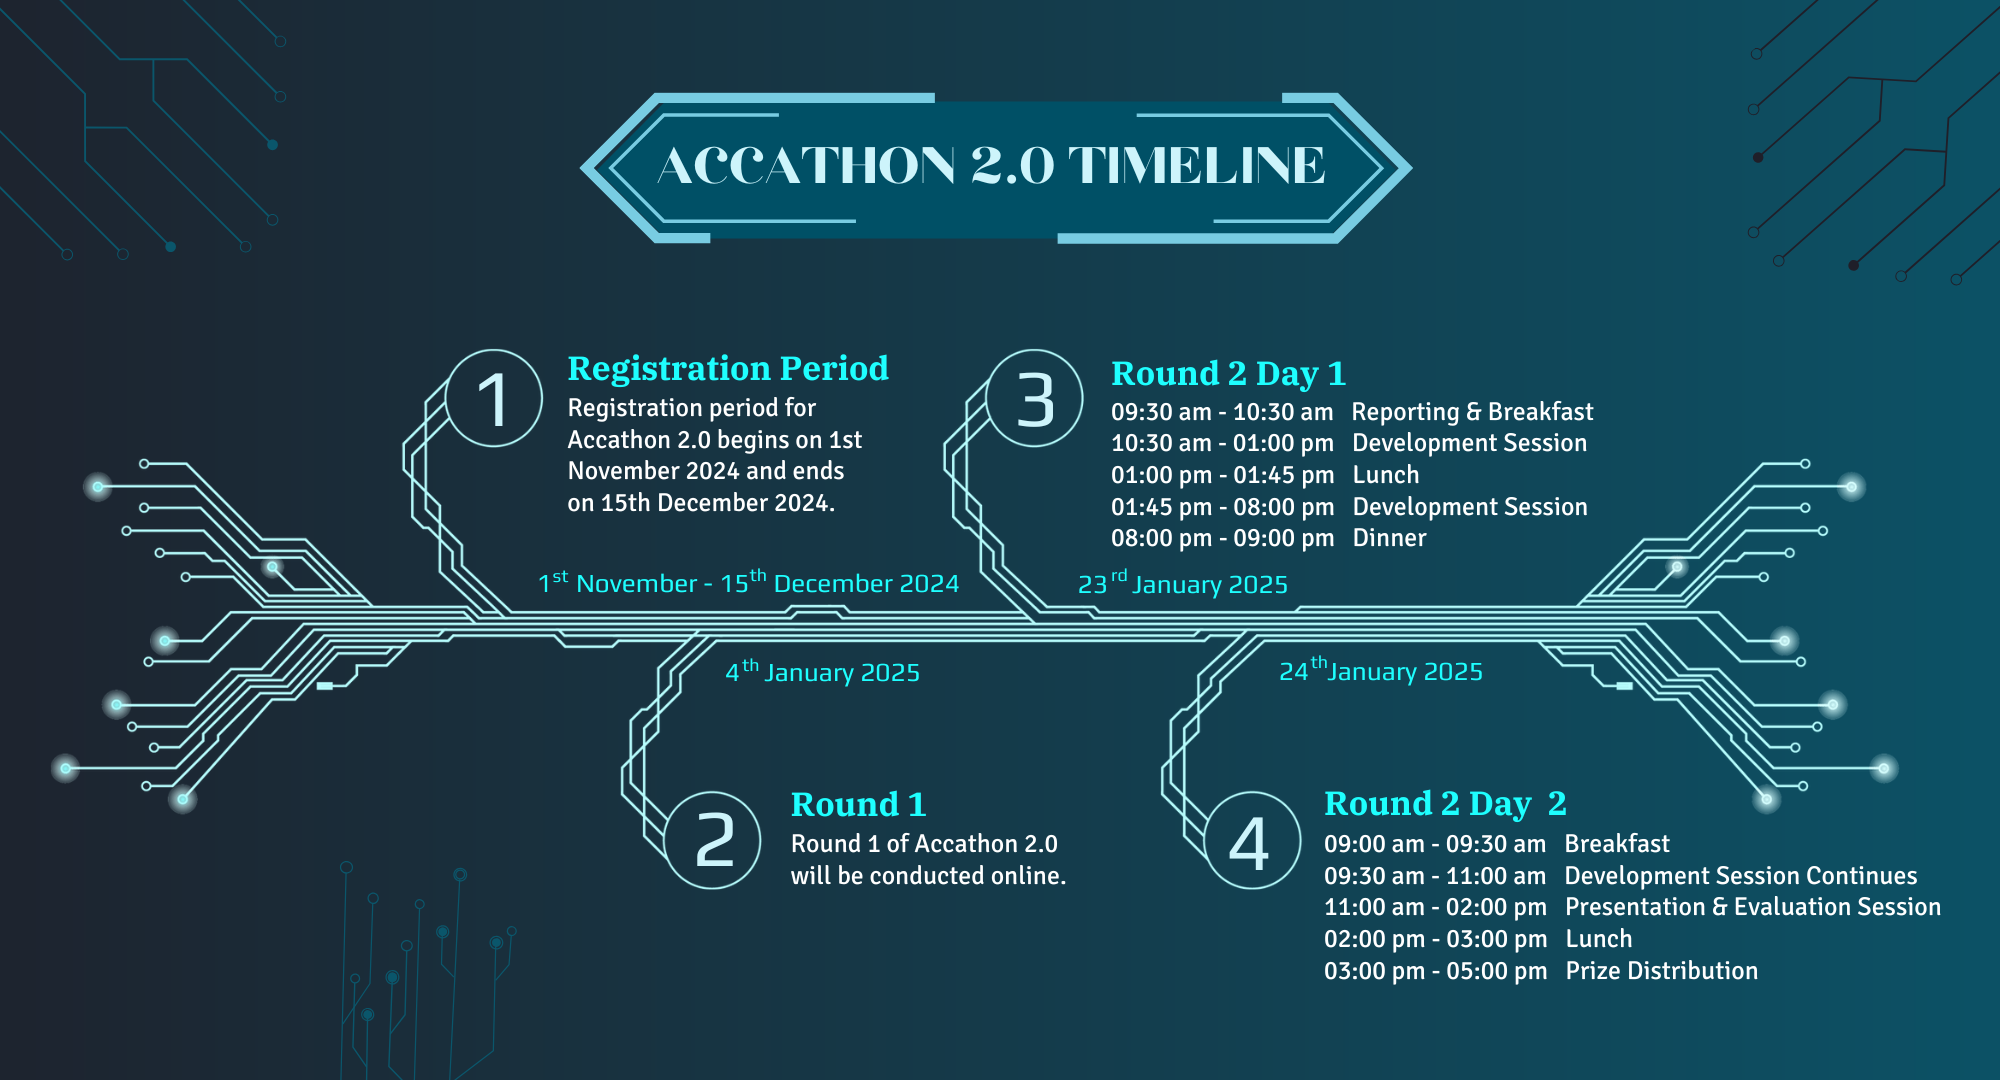 ACCATHON 2.0 TIMELINE
1
Registration Period
Registration period for
Accathon 2.0 begins on 1st
November 2024 and ends
on 15th December 2024.
1st November - 15th December 2024
2
4th January 2025
Round 1
Round 1 of Accathon 2.0
will be conducted online.
3
Round 2 Day 1
09:30 am - 10:30 am Reporting & Breakfast
10:30 am - 01:00 pm Development Session
01:00 pm - 01:45 pm Lunch
01:45 pm - 08:00 pm Development Session
08:00 pm - 09:00 pm Dinner
23rd January 2025
4
24th January 2025
Round 2 Day 2
09:00 am - 09:30 am Breakfast
09:30 am - 11:00 am Development Session Continues
11:00 am - 02:00 pm Presentation & Evaluation Session
02:00 pm - 03:00 pm Lunch
03:00 pm - 05:00 pm Prize Distribution